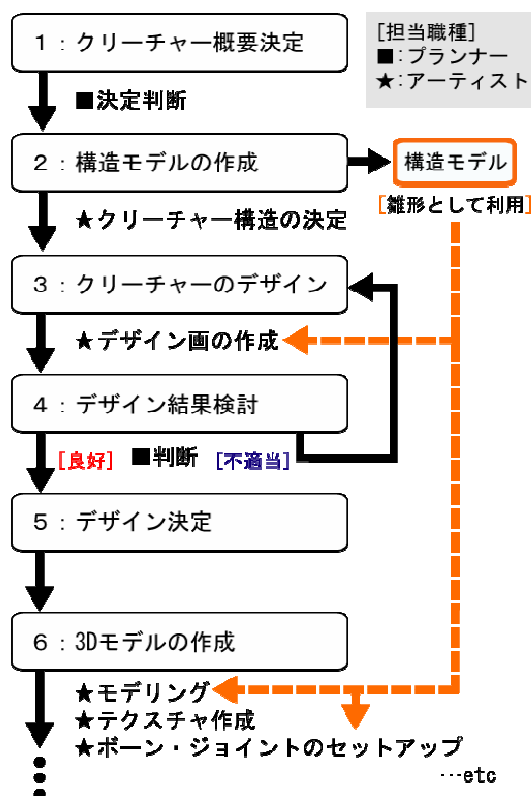 1：クリーチャー概要決定
[担当職種]
■：プランナー
★：アーティスト
■決定判断
2：構造モデルの作成
構造モデル
[雛形として利用]
★クリーチャー構造の決定
3：クリーチャーのデザイン
★デザイン画の作成
4：デザイン結果検討
[良好] ■判断 [不適当]
5：デザイン決定
6：3Dモデルの作成
★モデリング
★テクスチャ作成
★ボーン・ジョイントのセットアップ
…etc